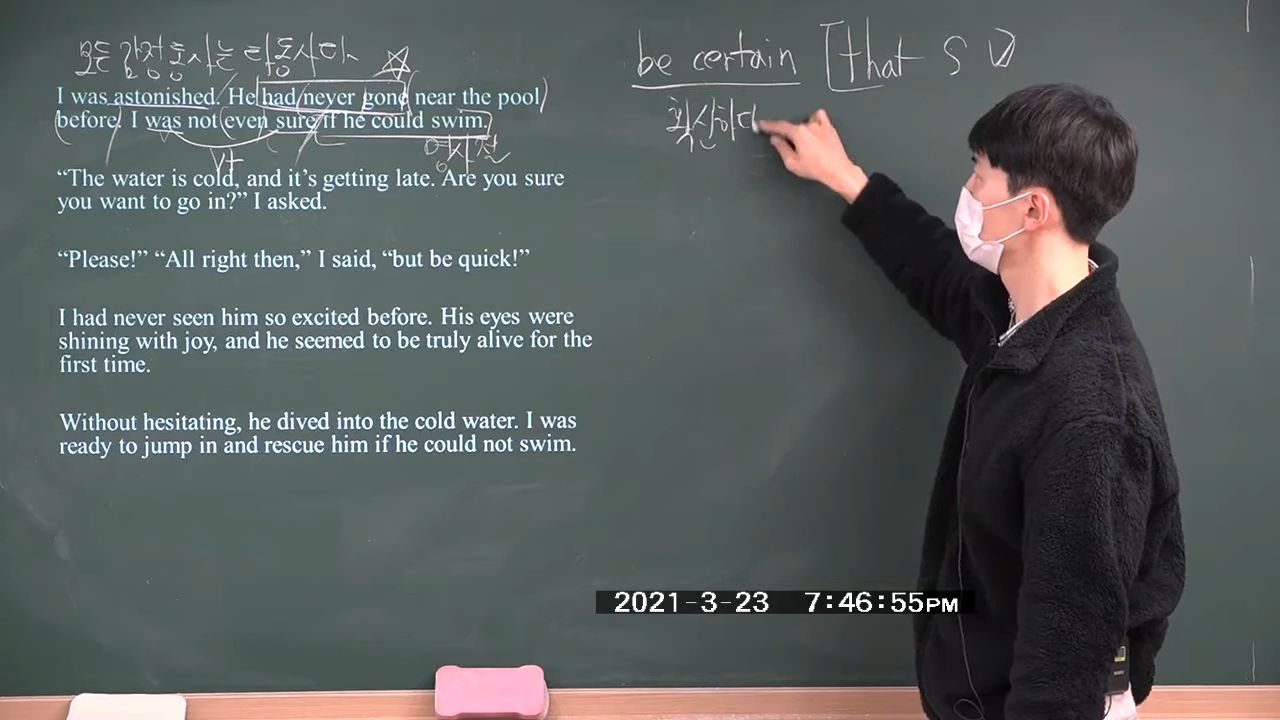 모든 감정동사는 타동사다 ☆
be certain [that S V
I was astonished. He had never gone near the pool
확신하다
before. I was not even sure if he could swim.
명사절
vt
“The water is cold, and it’s getting late. Are you sure
you want to go in?” I asked.
“Please!” “All right then,” I said, “but be quick!”
I had never seen him so excited before. His eyes were
shining with joy, and he seemed to be truly alive for the
first time.
Without hesitating, he dived into the cold water. I was
ready to jump in and rescue him if he could not swim.
2021-3-23 7:46:55PM